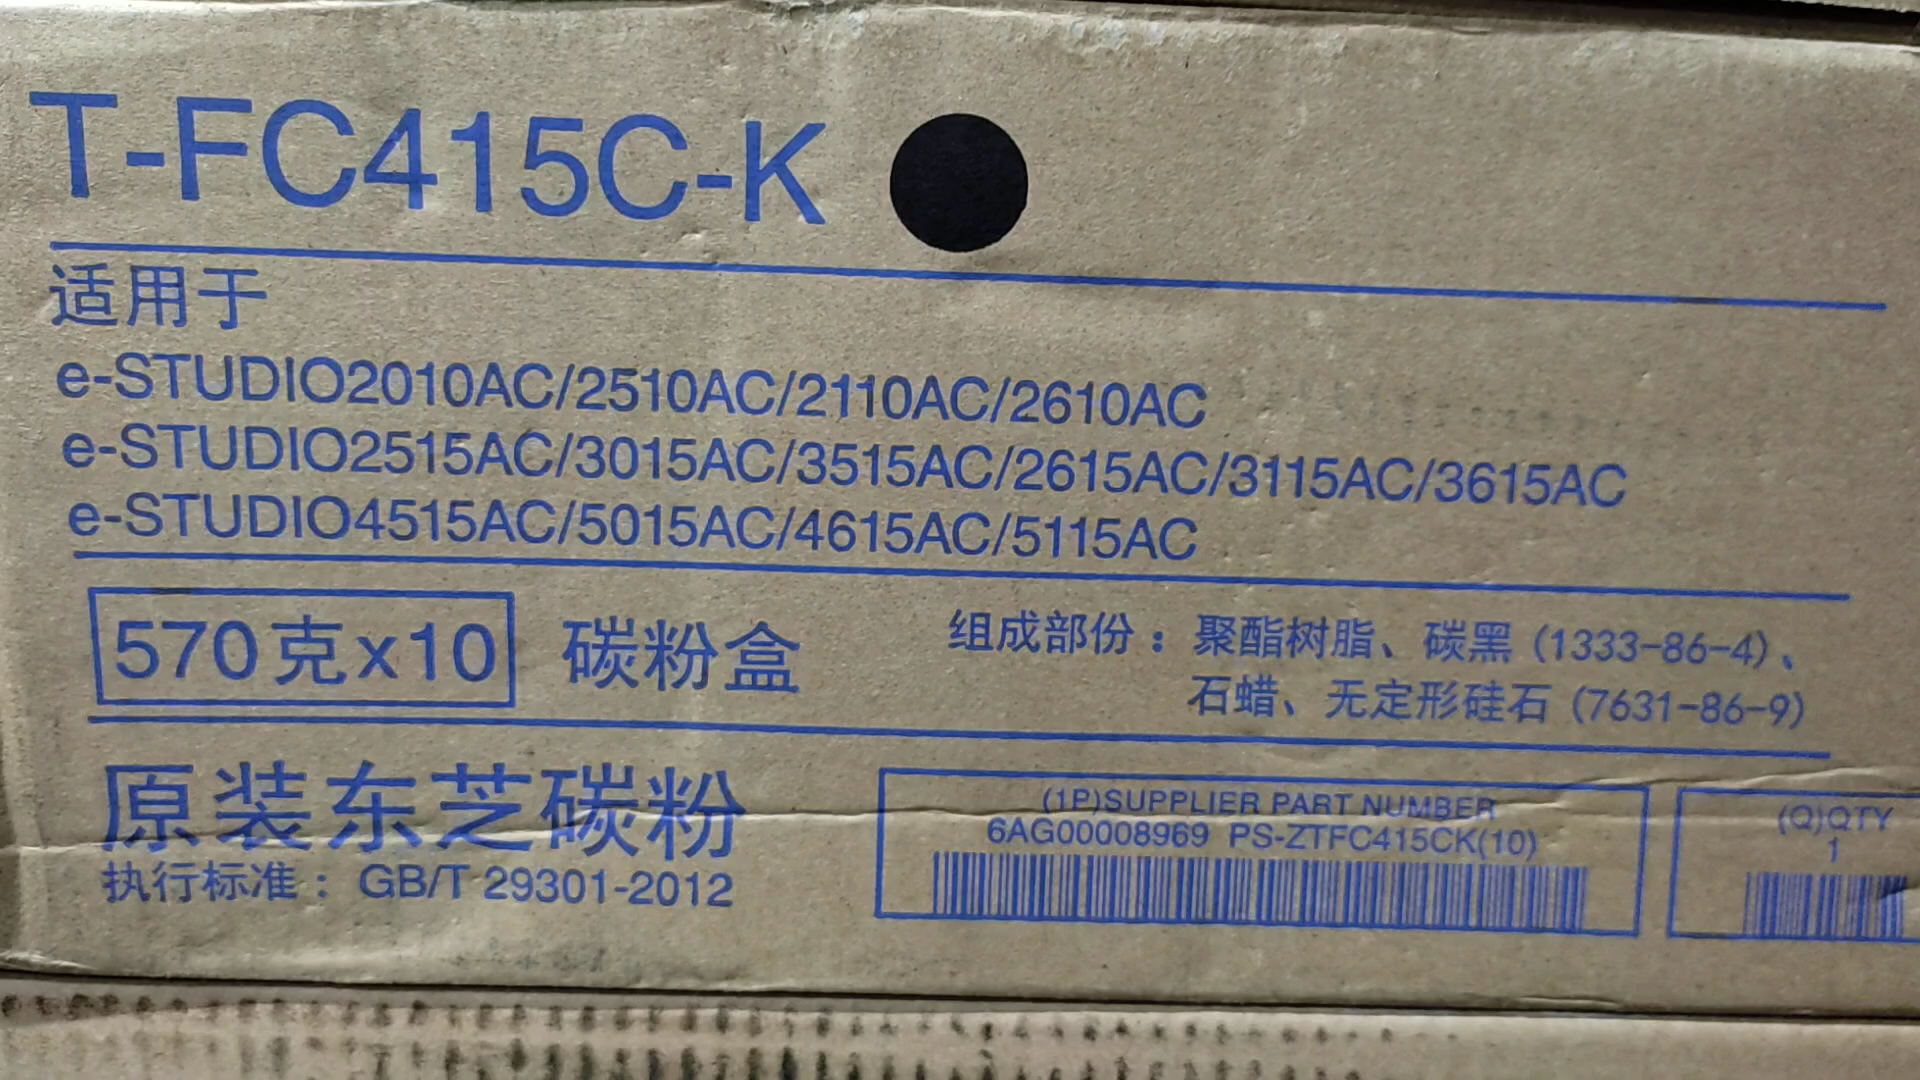 T-FC415C-K
适用于
e-STUDIO2010AC/2510AC/2110AC/2610AC
e-STUDIO2515AC/3015AC/3515AC/2615AC/3115AC/3615AC
e-STUDIO4515AC/5015AC/4615AC/5115AC
570克x10 碳粉盒
组成部份：聚酯树脂、碳黑 (1333-86-4)、
石蜡、无定形硅石 (7631-86-9)
原装东芝碳粉
执行标准：GB/T 29301-2012
(1P)SUPPLIER PART NUMBER
6AG00008969 PS-ZTFC415CK(10)
(Q)QTY
1